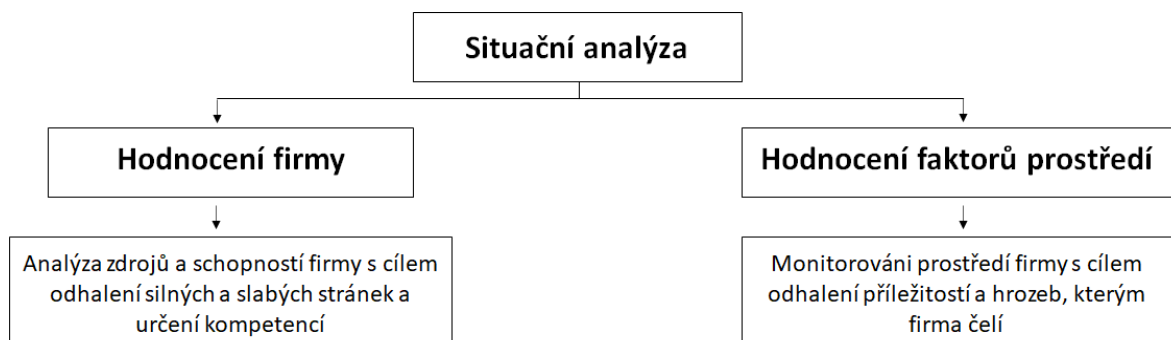 Situační analýza
Hodnocení firmy
Hodnocení faktorů prostředí
Analýza zdrojů a schopností firmy s cílem
odhalení silných a slabých stránek a
určení kompetencí
Monitorováni prostředí firmy s cílem
odhalení příležitostí a hrozeb, kterým
firma čelí